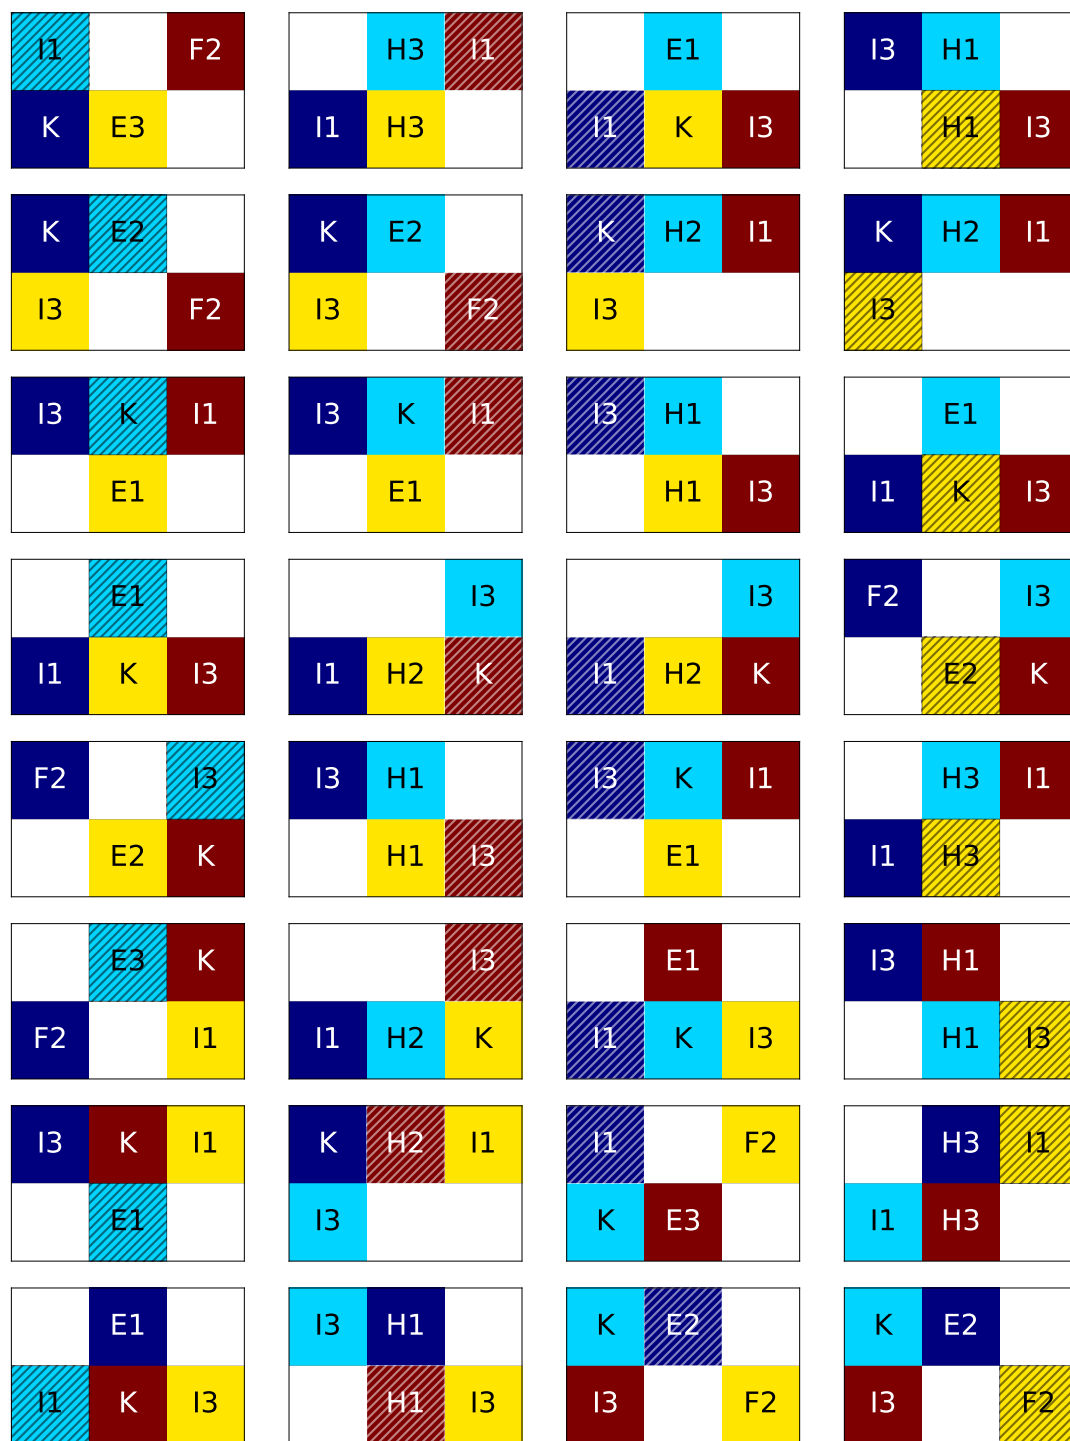 I1 F2 H3 I1 E1 I3 H1
K E3 I1 H3 I1 K I3 H1 I3
K E2 K E2 K H2 I1 K H2 I1
I3 F2 I3 F2 I3 I3
I3 K I1 I3 K I1 I3 H1 E1
E1 E1 H1 I3 I1 K I3
E1 I3 I3 F2 I3
I1 K I3 I1 H2 K I1 H2 K E2 K
F2 I3 I3 H1 I3 K I1 H3 I1
E2 K H1 I3 E1 I1 H3
E3 K I3 E1 I3 H1
F2 I1 I1 H2 K I1 K I3 H1 I3
I3 K I1 K H2 I1 I1 F2 H3 I1
E1 I3 K E3 I1 H3
E1 I3 H1 K E2 K E2
I1 K I3 H1 I3 I3 F2 I3 F2